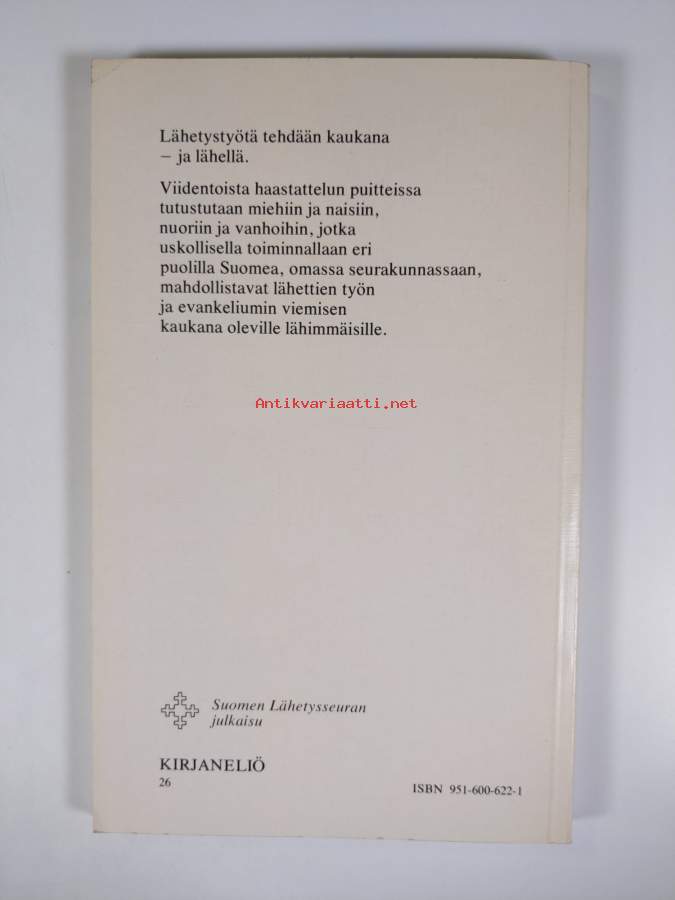 Lähetystyötä tehdään kaukana
– ja lähellä.
Viidentoista haastattelun puitteissa
tutustutaan miehiin ja naisiin,
nuoriin ja vanhoihin, jotka
uskollisella toiminnallaan eri
puolilla Suomea, omassa seurakunnassaan,
mahdollistavat lähettien työn
ja evankeliumin viemisen
kaukana oleville lähimmäisille.
Antikvariaatti.net
Suomen Lähetysseuran
julkaisu
KIRJANELIÖ
26
ISBN 951-600-622-1